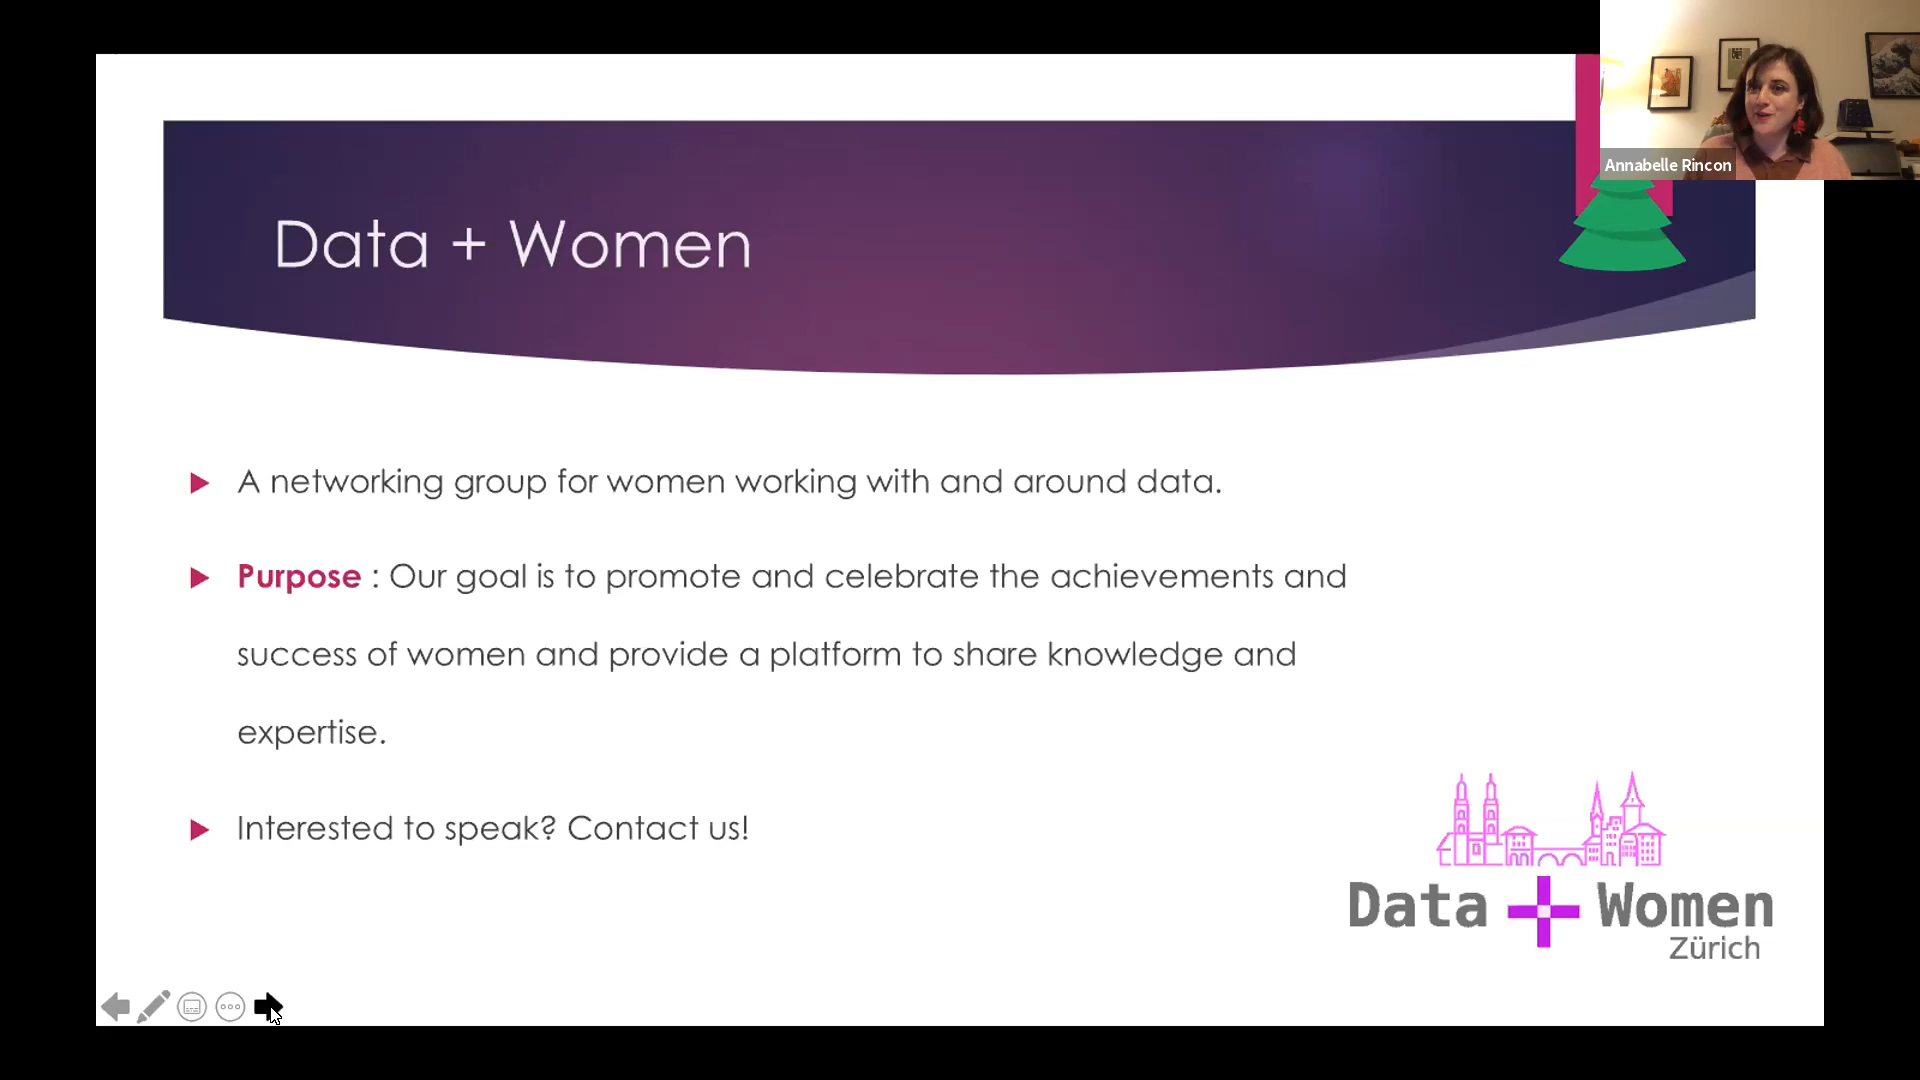 Annabelle Rincon
Data + Women
A networking group for women working with and around data.
Purpose : Our goal is to promote and celebrate the achievements and
success of women and provide a platform to share knowledge and
expertise.
Interested to speak? Contact us!
Data + Women
Zürich